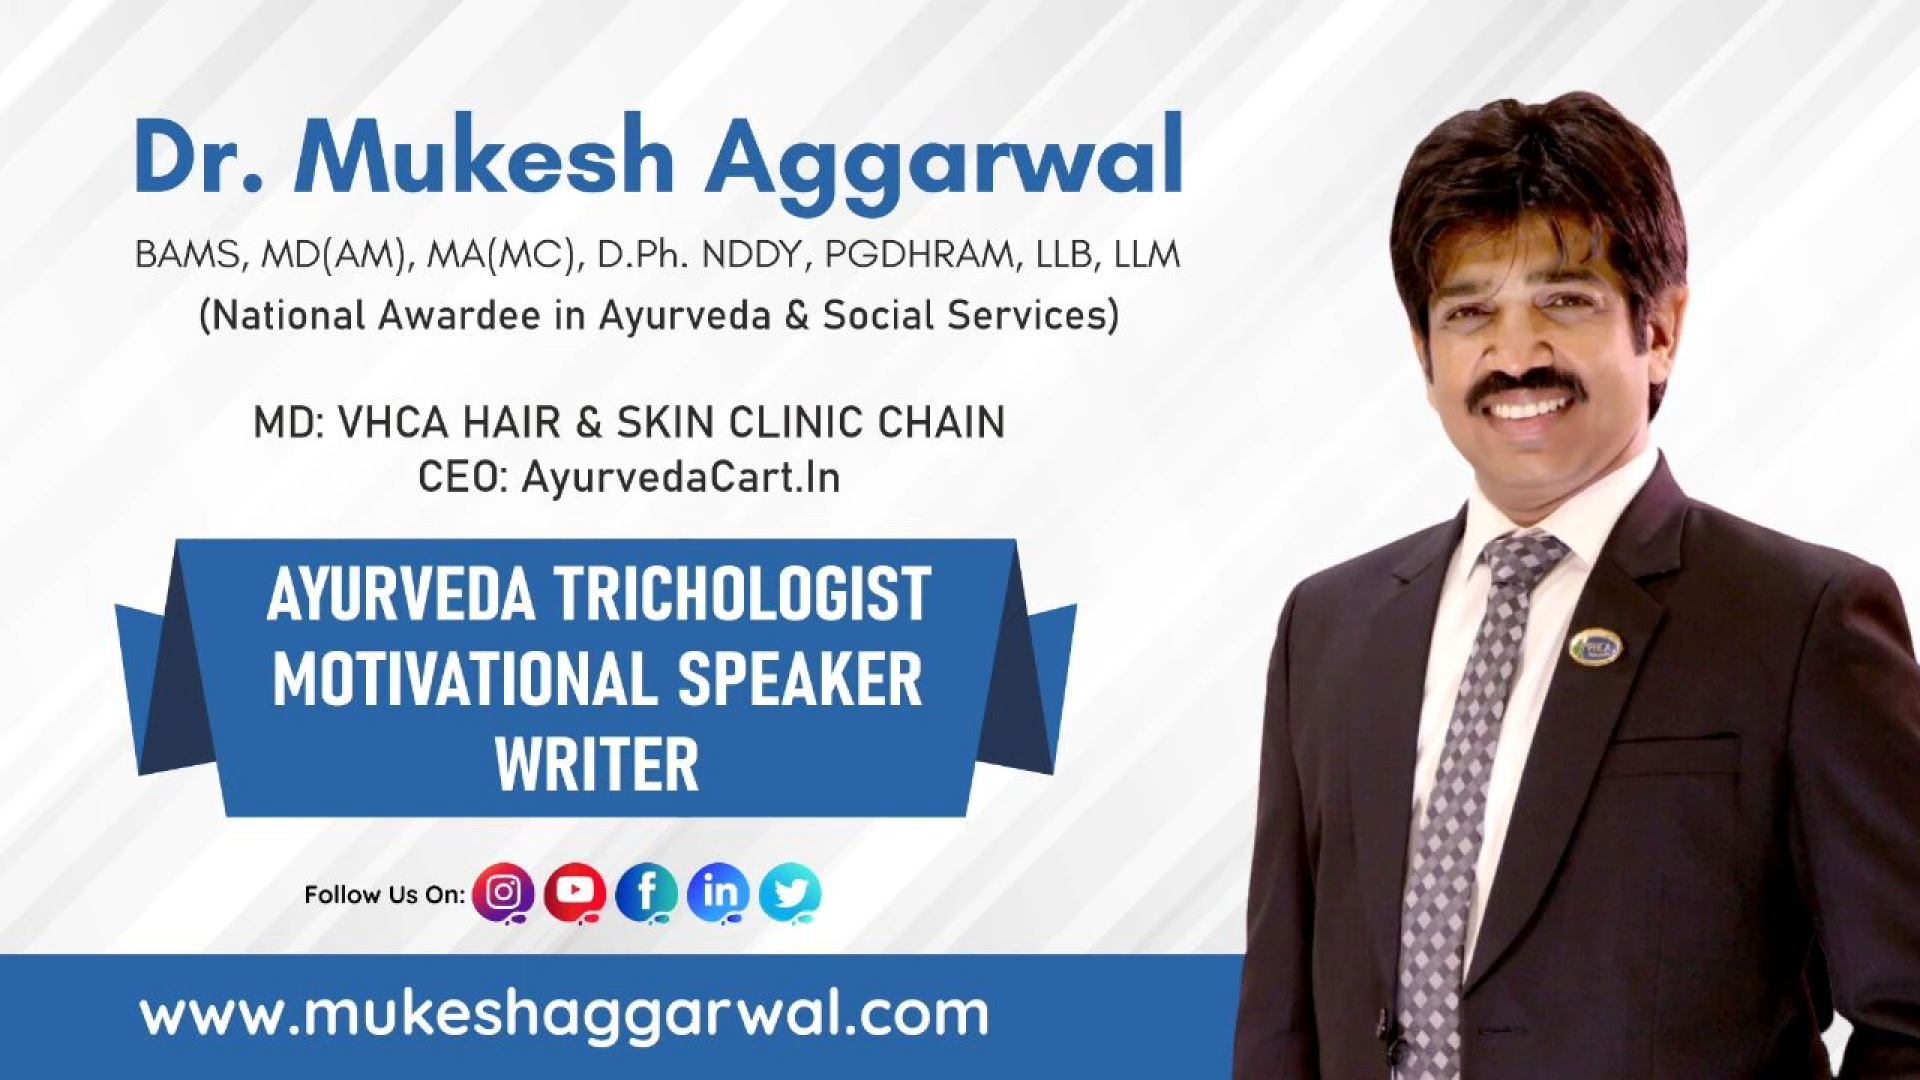 Dr. Mukesh Aggarwal
BAMS, MD(AM), MA(MC), D.Ph. NDDY, PGDHRAM, LLB, LLM
(National Awardee in Ayurveda & Social Services)
MD: VHCA HAIR & SKIN CLINIC CHAIN
CEO: AyurvedaCart.In
AYURVEDA TRICHOLOGIST
MOTIVATIONAL SPEAKER
WRITER
Follow Us On:
www.mukeshaggarwal.com